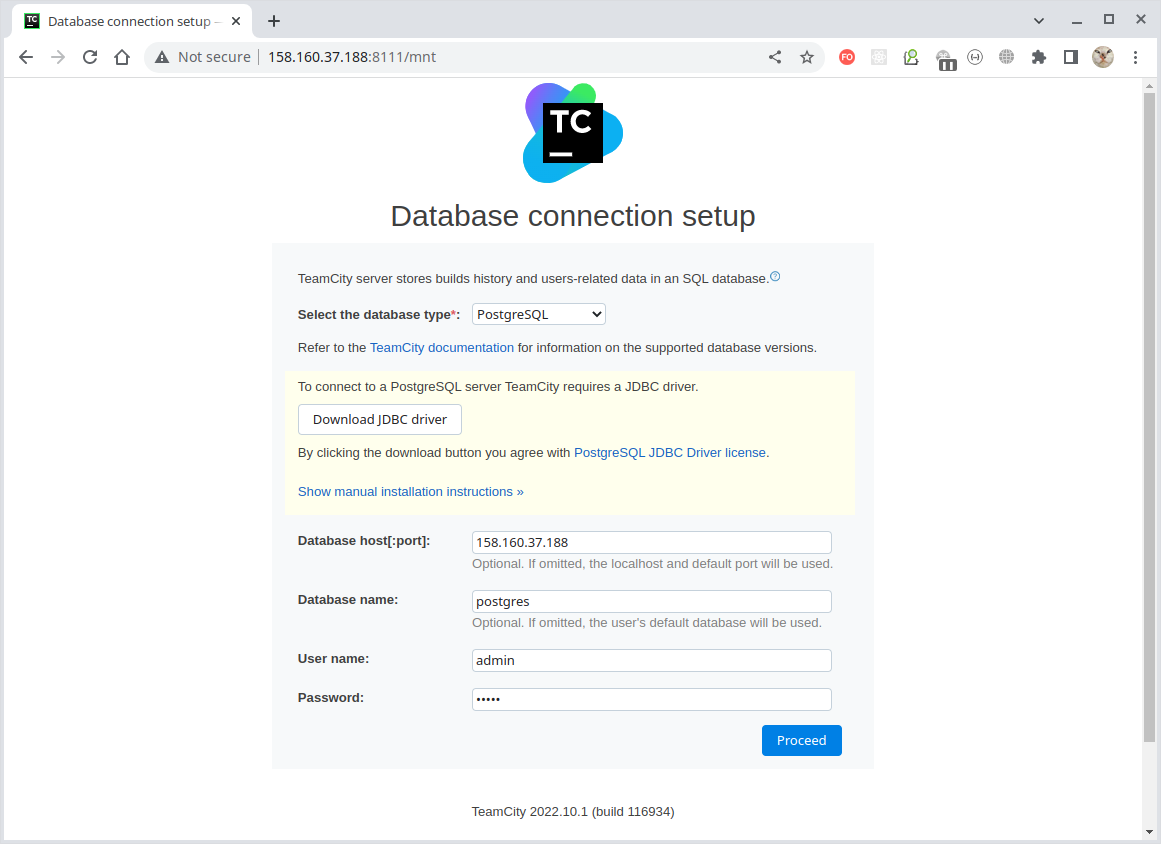 TC
Database connection setup –
Not secure
158.160.37.188:8111/mnt
FO
TC
Database connection setup
TeamCity server stores builds history and users-related data in an SQL database.?
Select the database type*: PostgreSQL
Refer to the TeamCity documentation for information on the supported database versions.
To connect to a PostgreSQL server TeamCity requires a JDBC driver.
Download JDBC driver
By clicking the download button you agree with PostgreSQL JDBC Driver license.
Show manual installation instructions »
Database host[:port]: 158.160.37.188
Optional. If omitted, the localhost and default port will be used.
Database name: postgres
Optional. If omitted, the user's default database will be used.
User name: admin
Password: •••••
Proceed
TeamCity 2022.10.1 (build 116934)